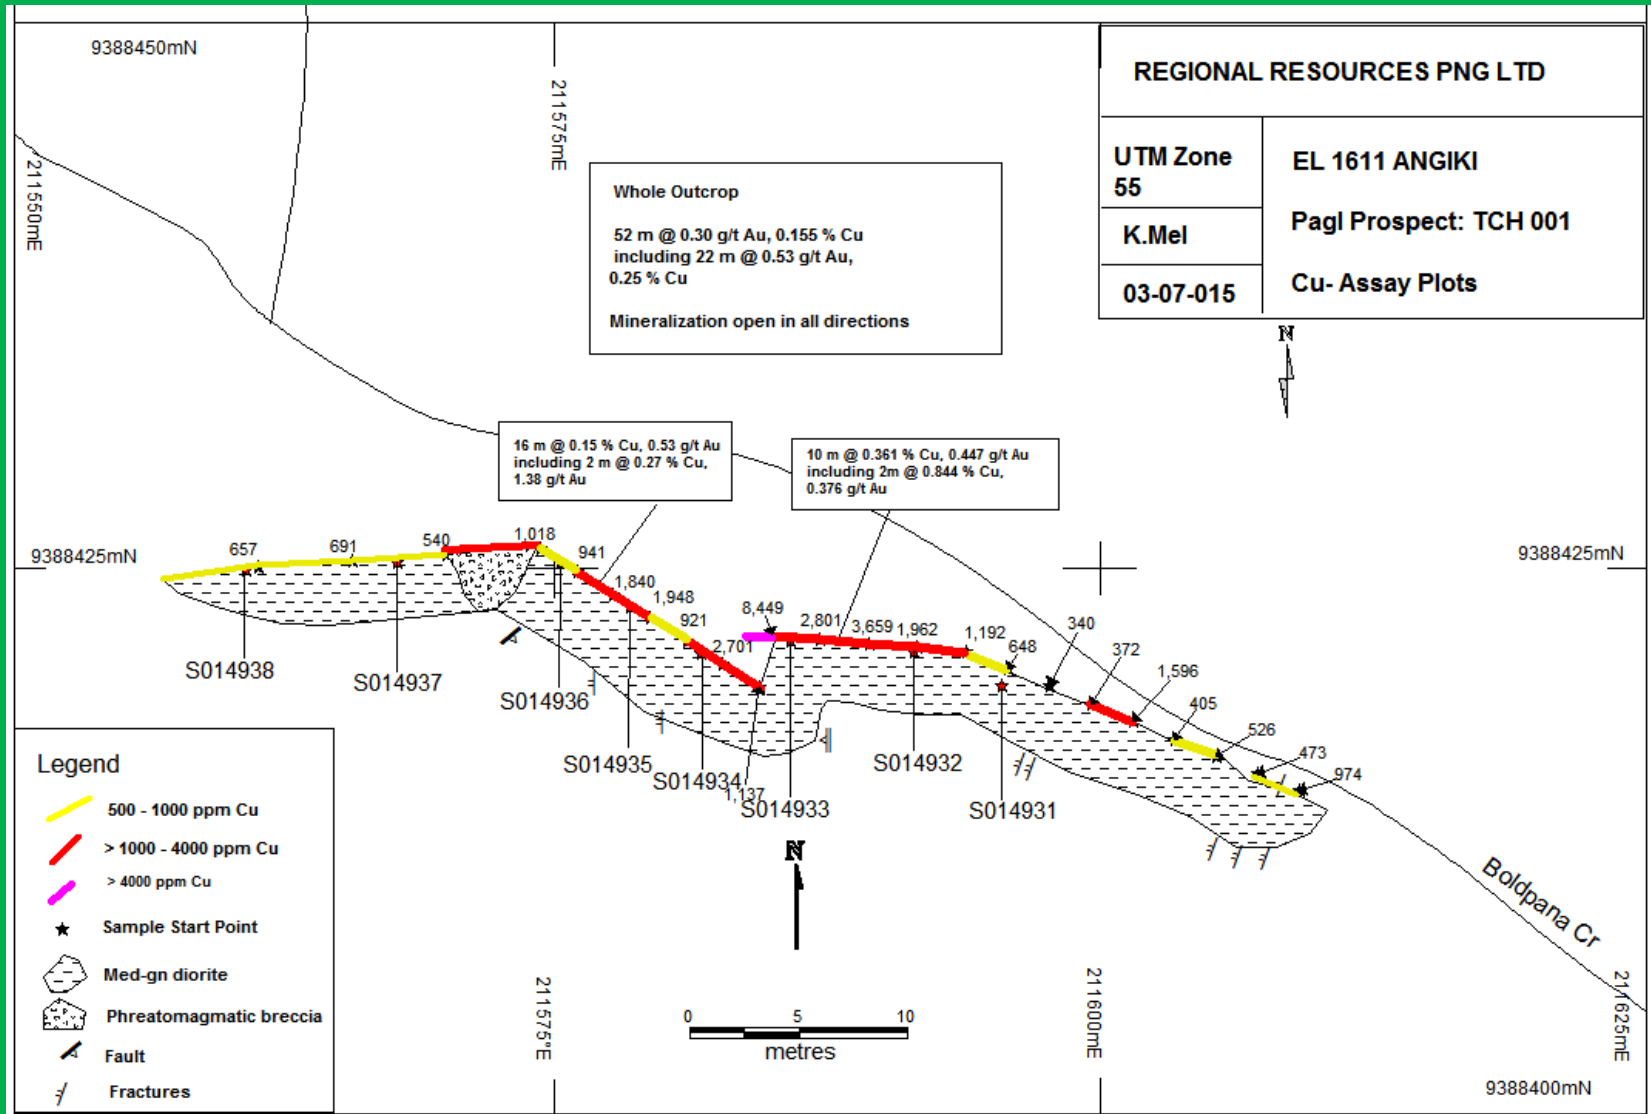 9388450mN
211550mE
211575mE
REGIONAL RESOURCES PNG LTD
UTM Zone
55
K.Mel
03-07-015
EL 1611 ANGIKI
Pagl Prospect: TCH 001
Cu- Assay Plots
N
Whole Outcrop
52 m @ 0.30 g/t Au, 0.155 % Cu
including 22 m @ 0.53 g/t Au,
0.25 % Cu
Mineralization open in all directions
16 m @ 0.15 % Cu, 0.53 g/t Au
including 2 m @ 0.27 % Cu,
1.38 g/t Au
10 m @ 0.361 % Cu, 0.447 g/t Au
including 2m @ 0.844 % Cu,
0.376 g/t Au
9388425mN
9388425mN
657
691
540
1,018
941
1,840
1,948
921
2,701
8,449
2,801
3,659
1,962
1,192
648
340
372
1,596
405
526
473
974
S014938
S014937
S014936
S014935
S014934
1,137
S014933
S014932
S014931
Boldpana Cr
Legend
500 - 1000 ppm Cu
> 1000 - 4000 ppm Cu
> 4000 ppm Cu
Sample Start Point
Med-gn diorite
Phreatomagmatic breccia
Fault
Fractures
N
0 5 10
metres
211575°E
211600mE
211625mE
9388400mN